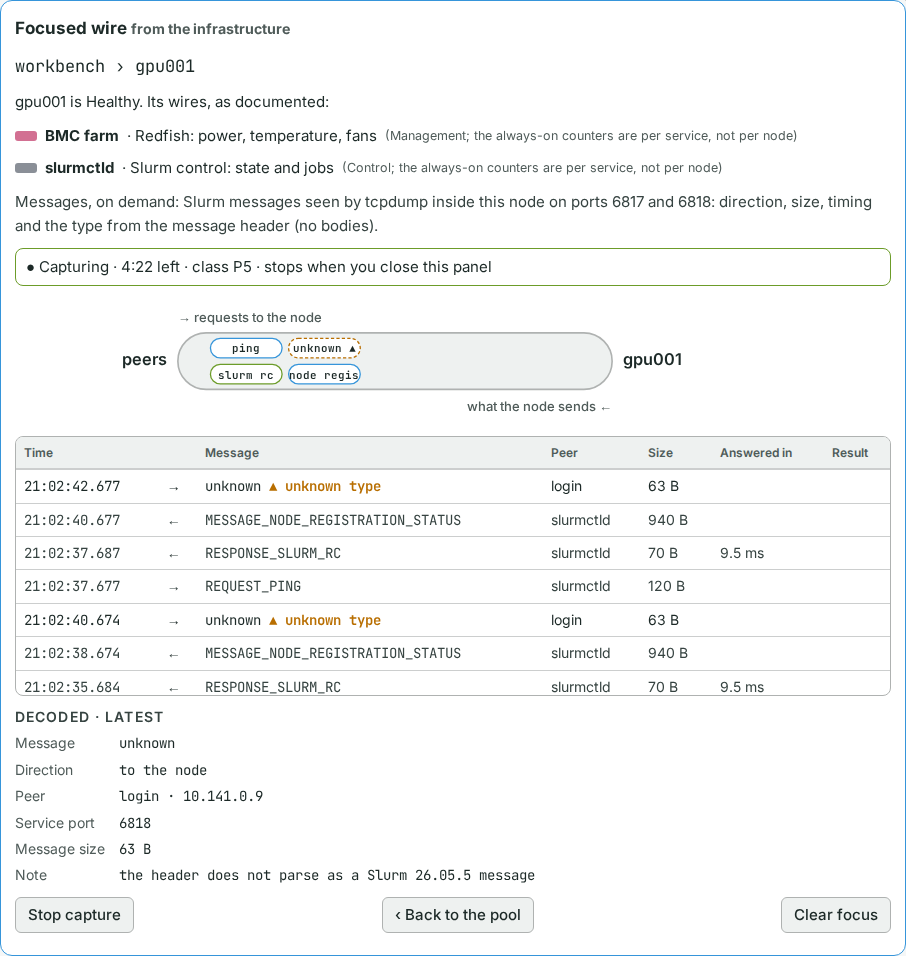 Focused wire from the infrastructure
workbench › gpu001
gpu001 is Healthy. Its wires, as documented:
BMC farm · Redfish: power, temperature, fans (Management; the always-on counters are per service, not per node)
slurmctld · Slurm control: state and jobs (Control; the always-on counters are per service, not per node)
Messages, on demand: Slurm messages seen by tcpdump inside this node on ports 6817 and 6818: direction, size, timing
and the type from the message header (no bodies).
● Capturing · 4:22 left · class P5 · stops when you close this panel
→ requests to the node
ping unknown ▲
peers gpu001
slurm rc node regis
what the node sends ←
Time Message Peer Size Answered in Result
21:02:42.677 → unknown ▲ unknown type login 63 B
21:02:40.677 ← MESSAGE_NODE_REGISTRATION_STATUS slurmctld 940 B
21:02:37.687 ← RESPONSE_SLURM_RC slurmctld 70 B 9.5 ms
21:02:37.677 → REQUEST_PING slurmctld 120 B
21:02:40.674 → unknown ▲ unknown type login 63 B
21:02:38.674 ← MESSAGE_NODE_REGISTRATION_STATUS slurmctld 940 B
21:02:35.684 ← RESPONSE_SLURM_RC slurmctld 70 B 9.5 ms
DECODED · LATEST
Message unknown
Direction to the node
Peer login · 10.141.0.9
Service port 6818
Message size 63 B
Note the header does not parse as a Slurm 26.05.5 message
Stop capture ‹ Back to the pool Clear focus